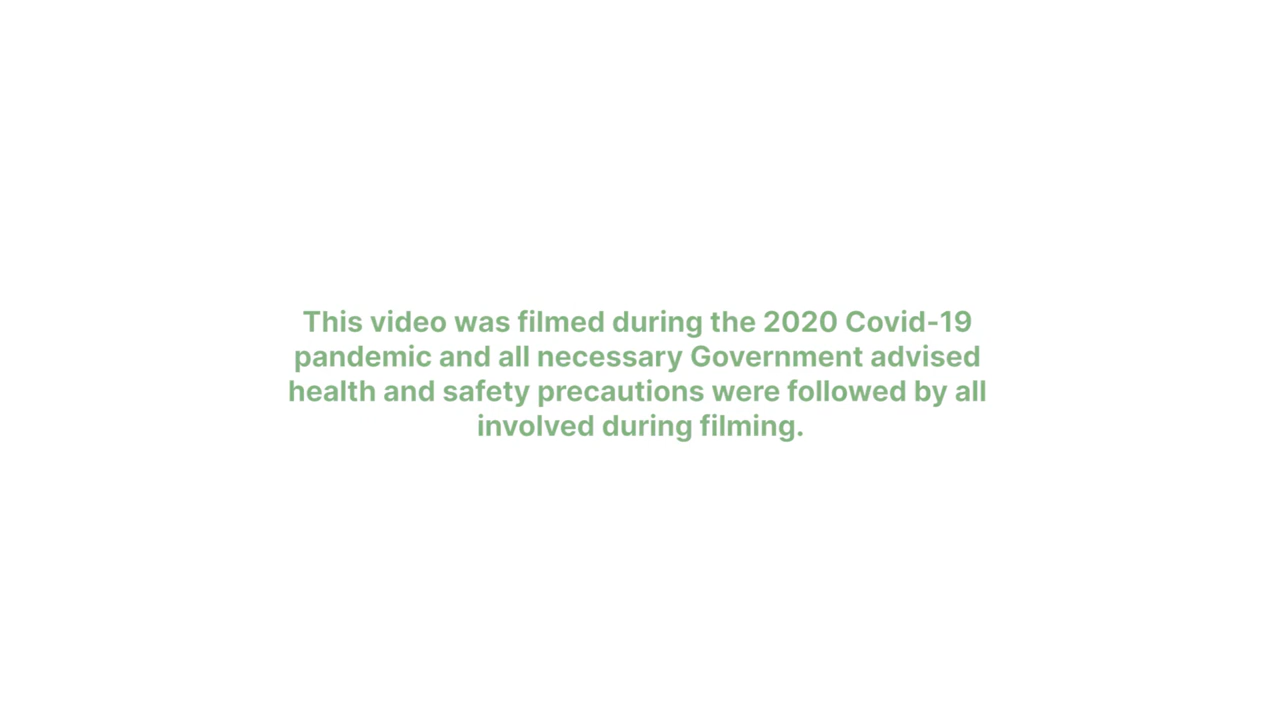 This video was filmed during the 2020 Covid-19
pandemic and all necessary Government advised
health and safety precautions were followed by all
involved during filming.